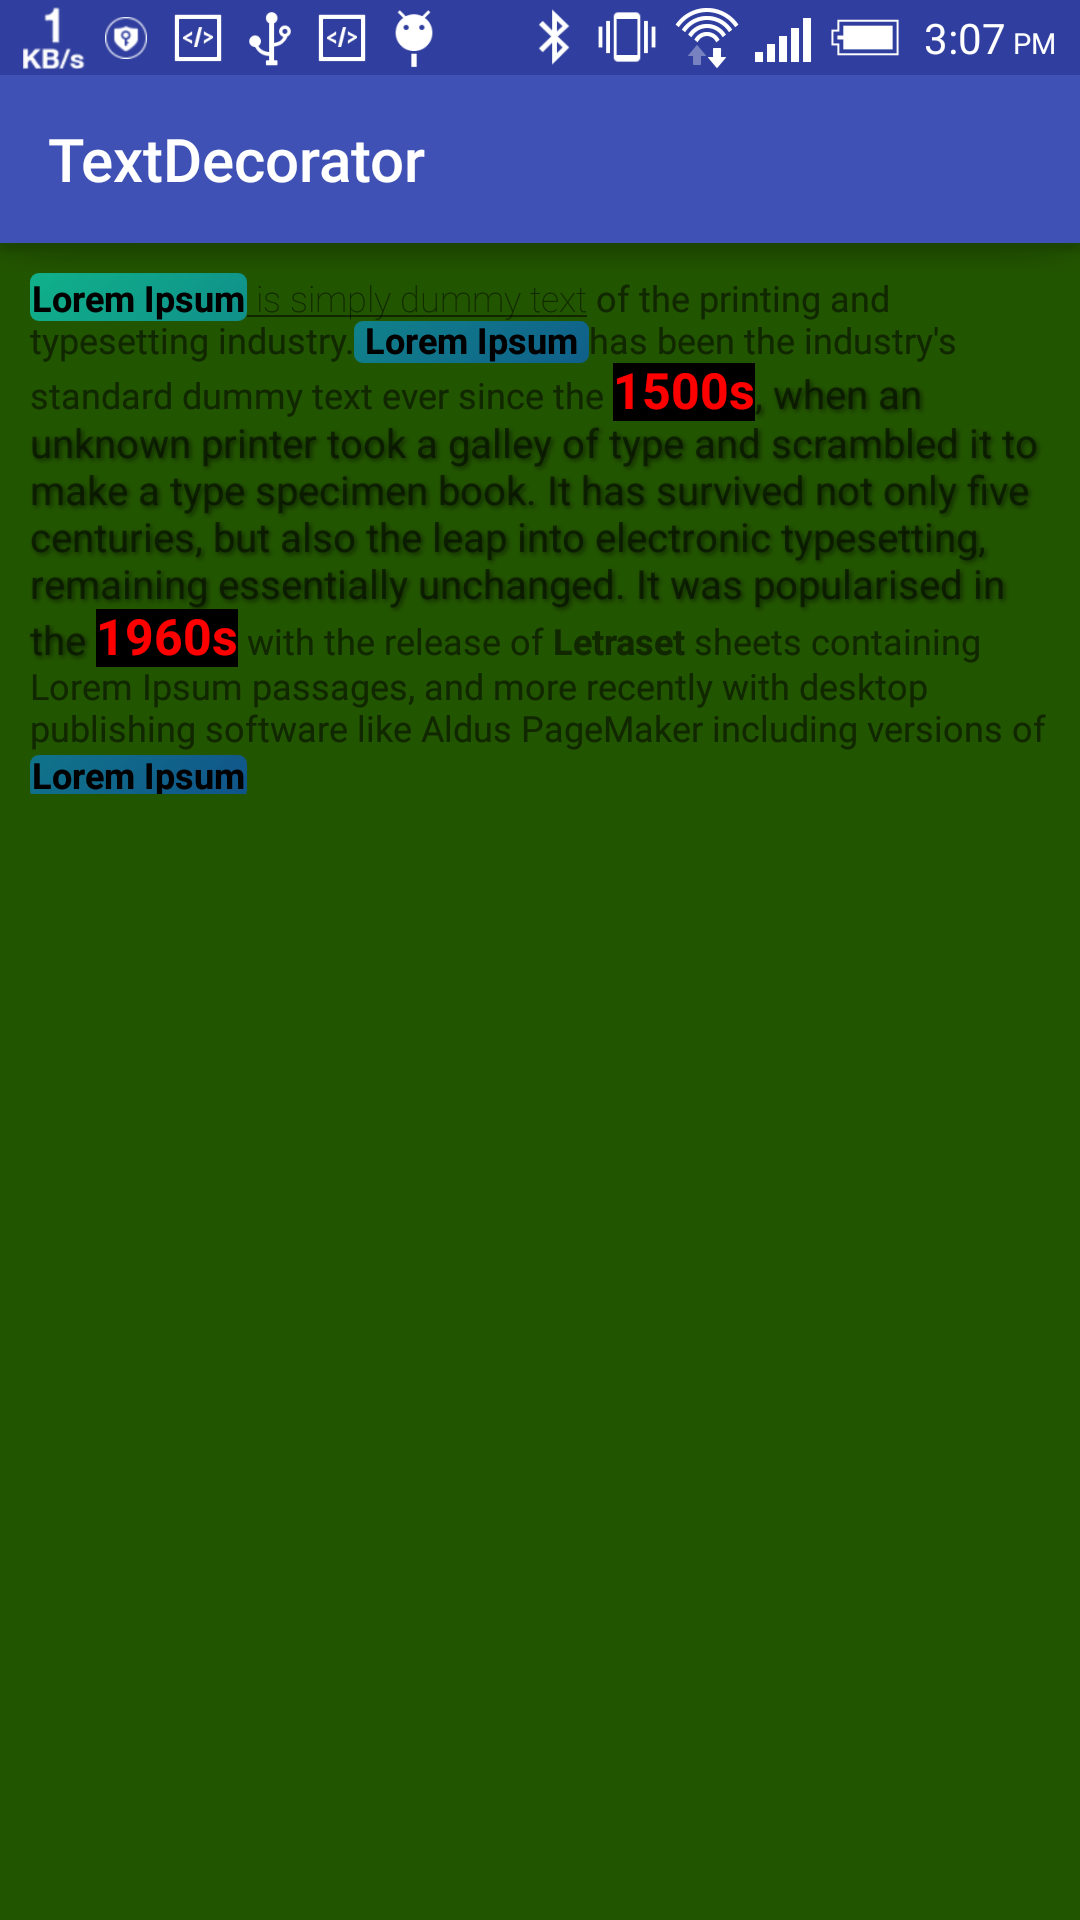 1 KB/s </> </> 3:07 PM
TextDecorator
Lorem Ipsum is simply dummy text of the printing and
typesetting industry. Lorem Ipsum has been the industry's
standard dummy text ever since the 1500s, when an
unknown printer took a galley of type and scrambled it to
make a type specimen book. It has survived not only five
centuries, but also the leap into electronic typesetting,
remaining essentially unchanged. It was popularised in
the 1960s with the release of Letraset sheets containing
Lorem Ipsum passages, and more recently with desktop
publishing software like Aldus PageMaker including versions of
Lorem Ipsum